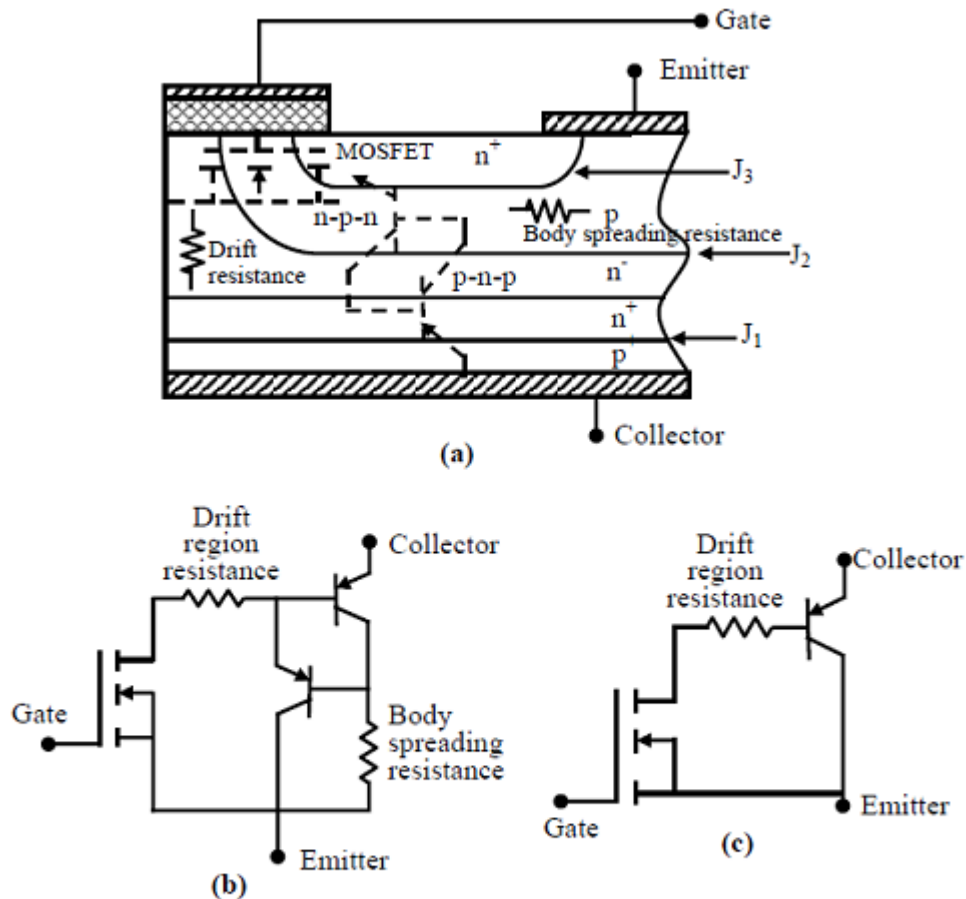 Gate
Emitter
MOSFET
n+
J3
n-p-n
p
Body spreading resistance
Drift
resistance
J2
n-
p-n-p
n+
J1
p+
Collector
(a)
Drift
region
resistance
Collector
Gate
Body
spreading
resistance
Emitter
(b)
Drift
region
resistance
Collector
Gate
Emitter
(c)